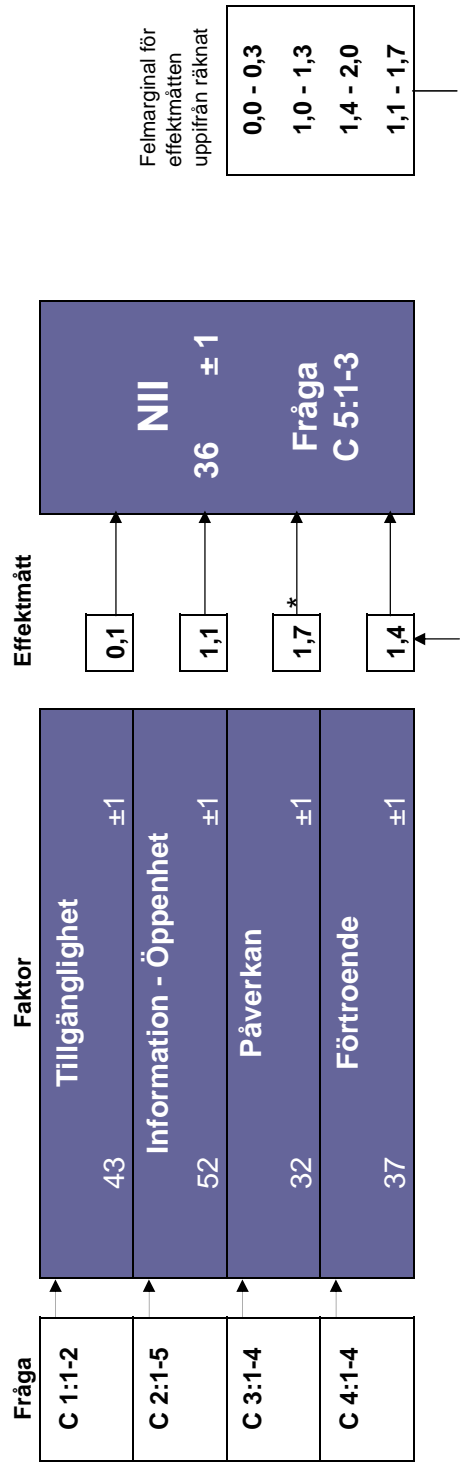 Fråga
Faktor
Effektmått
Felmarginal för
effektmåtten
uppifrån räknat
C 1:1-2
Tillgänglighet
43 ±1
0,1
C 2:1-5
Information - Öppenhet
52 ±1
1,1
C 3:1-4
Påverkan
32 ±1
1,7
*
C 4:1-4
Förtroende
37 ±1
1,4
NII
36 ± 1
Fråga
C 5:1-3
0,0 - 0,3
1,0 - 1,3
1,4 - 2,0
1,1 - 1,7